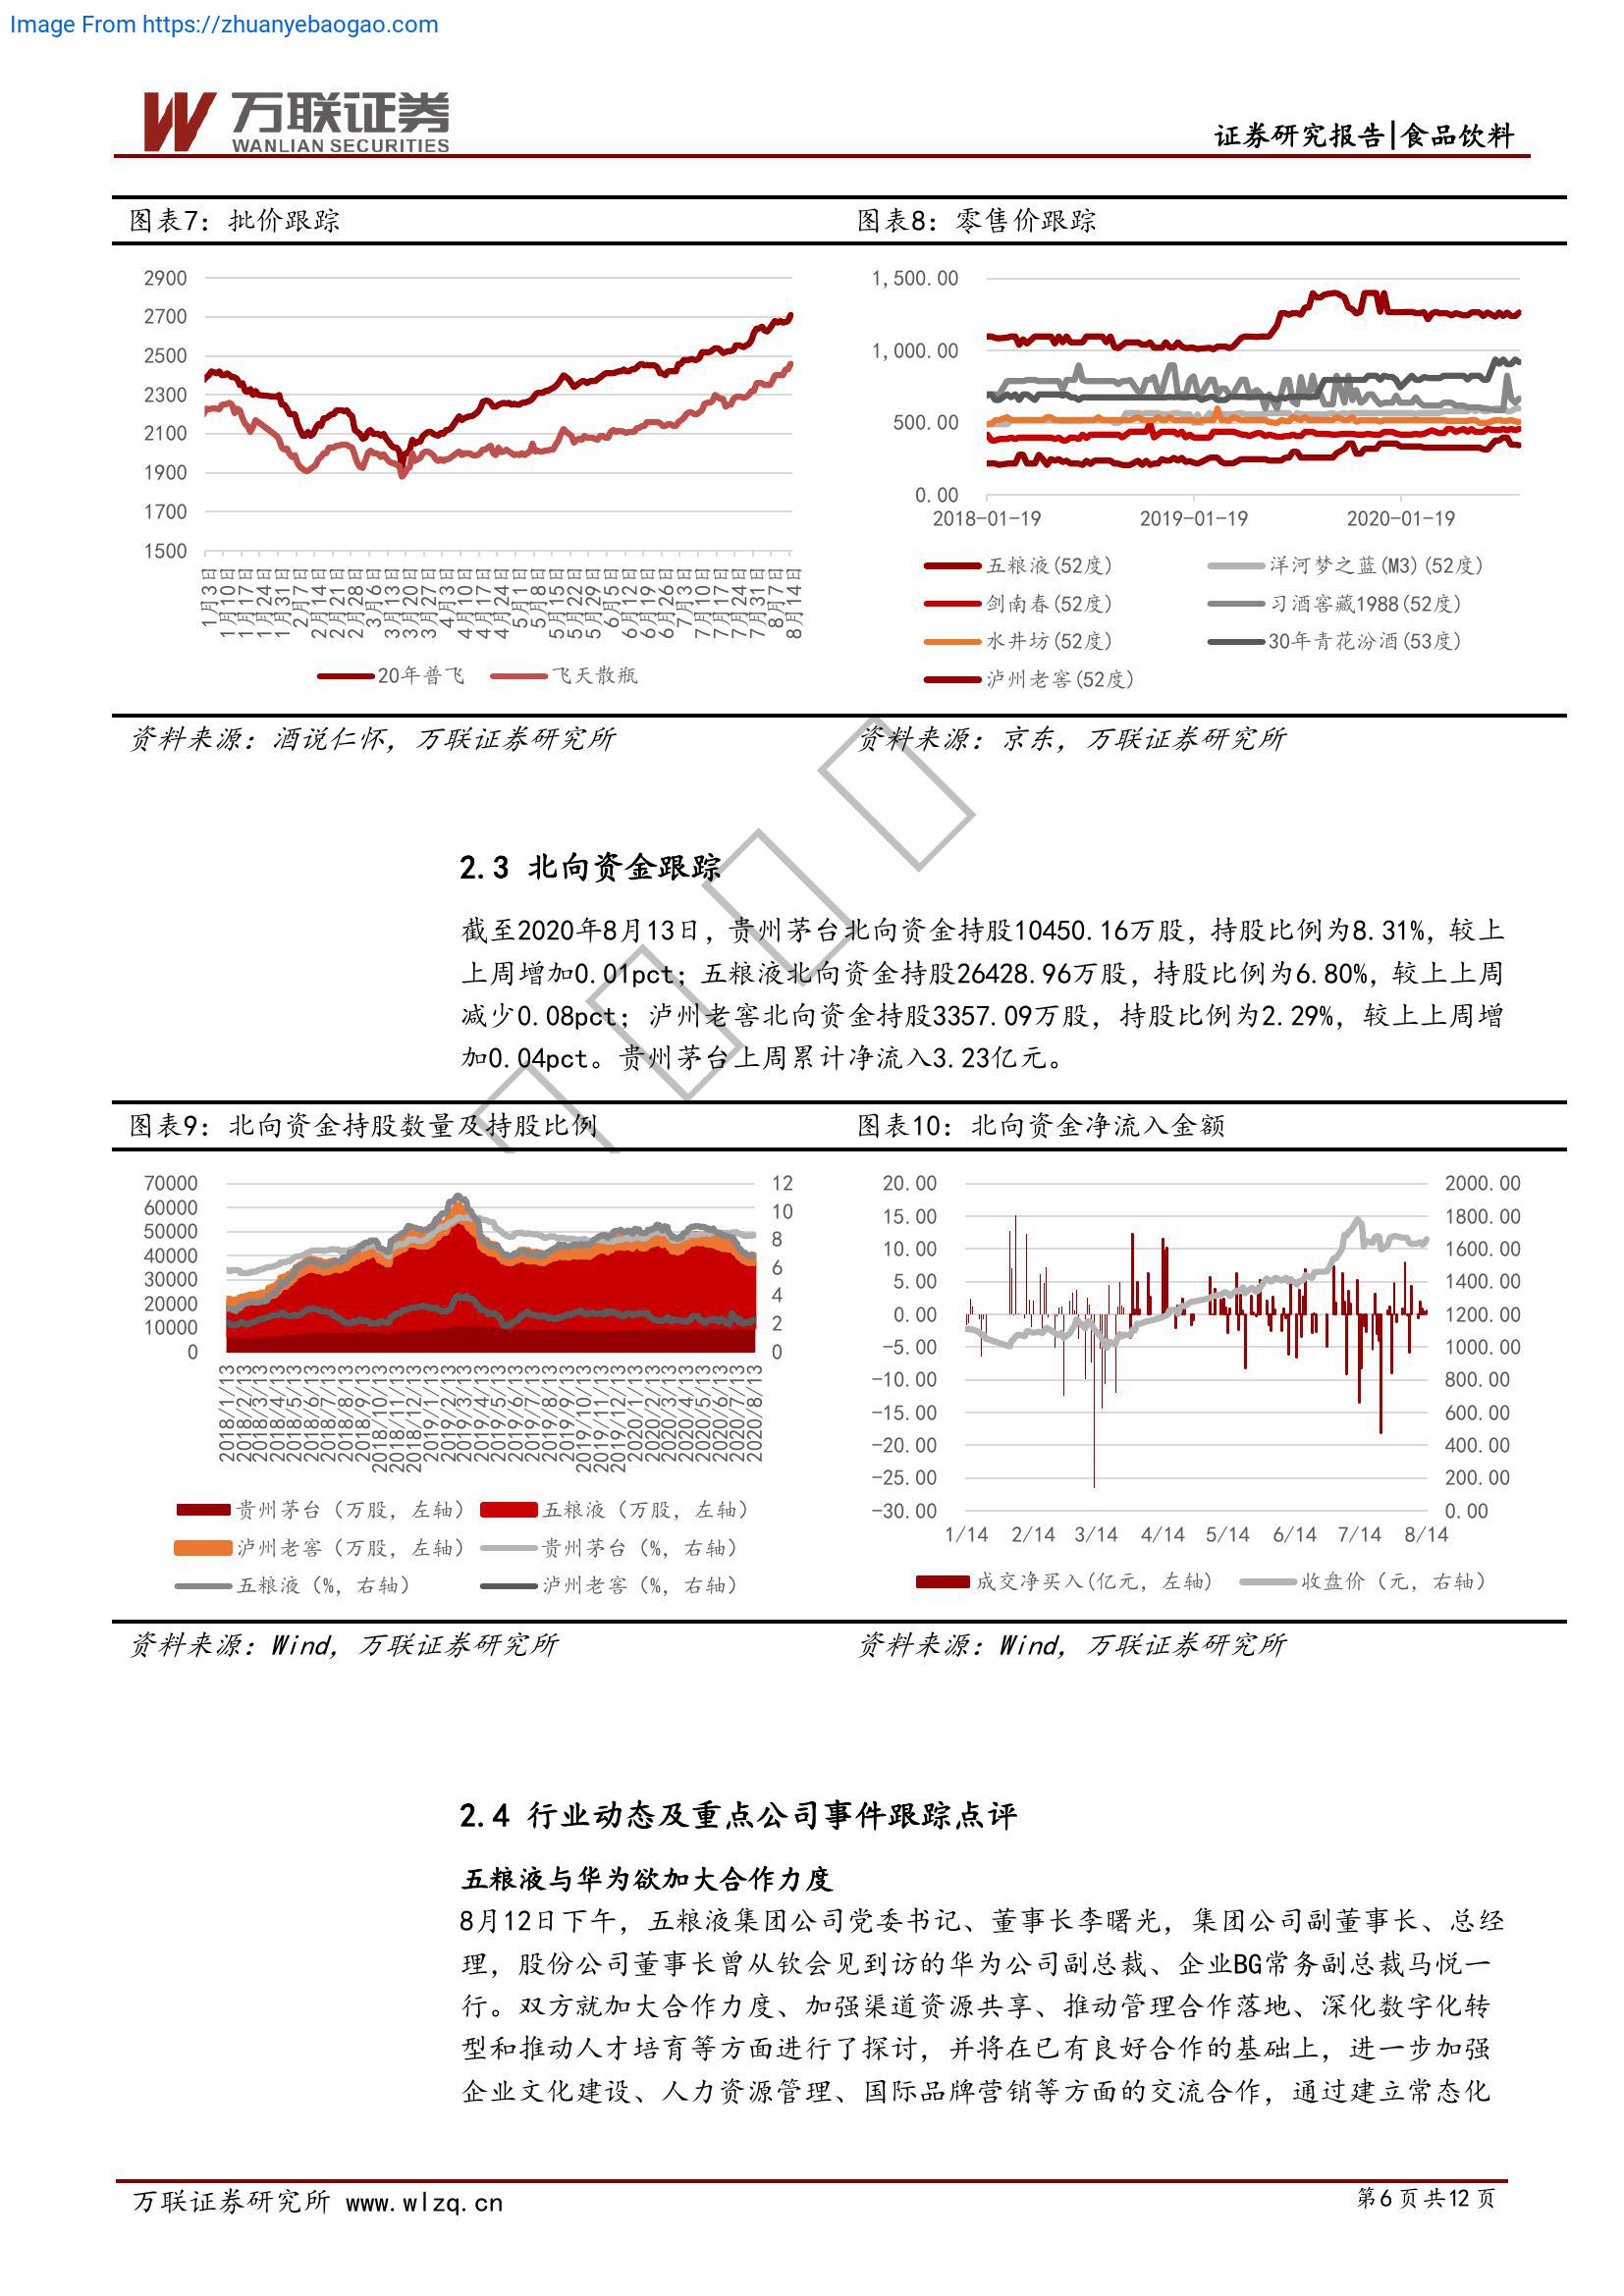 Image From https://zhuanyebaogao.com
万联证券
WANLIAN SECURITIES
证券研究报告|食品饮料
图表7：批价跟踪
图表8：零售价跟踪
2900
2700
2500
2300
2100
1900
1700
1500
1月3日
1月10日
1月17日
1月24日
1月31日
2月7日
2月14日
2月21日
2月28日
3月6日
3月13日
3月20日
3月27日
4月3日
4月10日
4月17日
4月24日
5月1日
5月8日
5月15日
5月22日
5月29日
6月5日
6月12日
6月19日
6月26日
7月3日
7月10日
7月17日
7月24日
7月31日
8月7日
8月14日
20年普飞 飞天散瓶
1,500.00
1,000.00
500.00
0.00
2018-01-19 2019-01-19 2020-01-19
五粮液(52度) 洋河梦之蓝(M3)(52度)
剑南春(52度) 习酒窖藏1988(52度)
水井坊(52度) 30年青花汾酒(53度)
泸州老窖(52度)
资料来源：酒说仁怀，万联证券研究所
资料来源：京东，万联证券研究所
2.3 北向资金跟踪
截至2020年8月13日，贵州茅台北向资金持股10450.16万股，持股比例为8.31%，较上
上周增加0.01pct；五粮液北向资金持股26428.96万股，持股比例为6.80%，较上上周
减少0.08pct；泸州老窖北向资金持股3357.09万股，持股比例为2.29%，较上上周增
加0.04pct。贵州茅台上周累计净流入3.23亿元。
图表9：北向资金持股数量及持股比例
图表10：北向资金净流入金额
70000
60000
50000
40000
30000
20000
10000
0
12
10
8
6
4
2
0
2018/1/13
2018/2/13
2018/3/13
2018/4/13
2018/5/13
2018/6/13
2018/7/13
2018/8/13
2018/9/13
2018/10/13
2018/11/13
2018/12/13
2019/1/13
2019/2/13
2019/3/13
2019/4/13
2019/5/13
2019/6/13
2019/7/13
2019/8/13
2019/9/13
2019/10/13
2019/11/13
2019/12/13
2020/1/13
2020/2/13
2020/3/13
2020/4/13
2020/5/13
2020/6/13
2020/7/13
2020/8/13
贵州茅台（万股，左轴） 五粮液（万股，左轴）
泸州老窖（万股，左轴） 贵州茅台（%，右轴）
五粮液（%，右轴） 泸州老窖（%，右轴）
20.00
15.00
10.00
5.00
0.00
-5.00
-10.00
-15.00
-20.00
-25.00
-30.00
2000.00
1800.00
1600.00
1400.00
1200.00
1000.00
800.00
600.00
400.00
200.00
0.00
1/14 2/14 3/14 4/14 5/14 6/14 7/14 8/14
成交净买入(亿元，左轴) 收盘价（元，右轴）
资料来源：Wind，万联证券研究所
资料来源：Wind，万联证券研究所
2.4 行业动态及重点公司事件跟踪点评
五粮液与华为欲加大合作力度
8月12日下午，五粮液集团公司党委书记、董事长李曙光，集团公司副董事长、总经
理，股份公司董事长曾从钦会见到访的华为公司副总裁、企业BG常务副总裁马悦一
行。双方就加大合作力度、加强渠道资源共享、推动管理合作落地、深化数字化转
型和推动人才培育等方面进行了探讨，并将在已有良好合作的基础上，进一步加强
企业文化建设、人力资源管理、国际品牌营销等方面的交流合作，通过建立常态化
万联证券研究所 www.wlzq.cn
第6页共12页